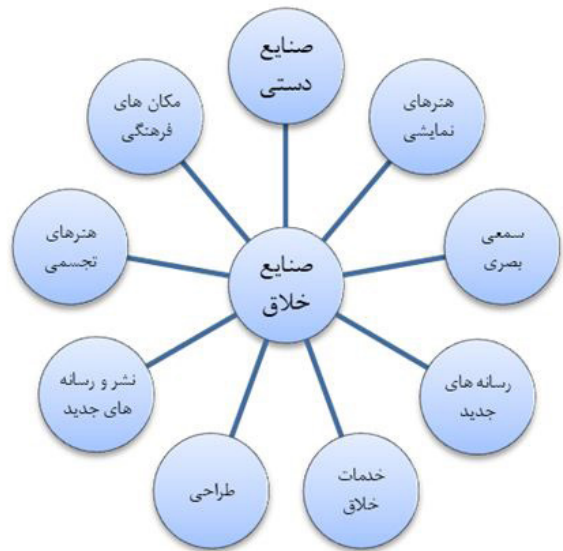 صنایع
دستی
هنرهای
نمایشی
سمعی
بصری
رسانه های
جدید
خدمات
خلاق
طراحی
نشر و رسانه
های جدید
هنرهای
تجسمی
مکان های
فرهنگی
صنایع
خلاق